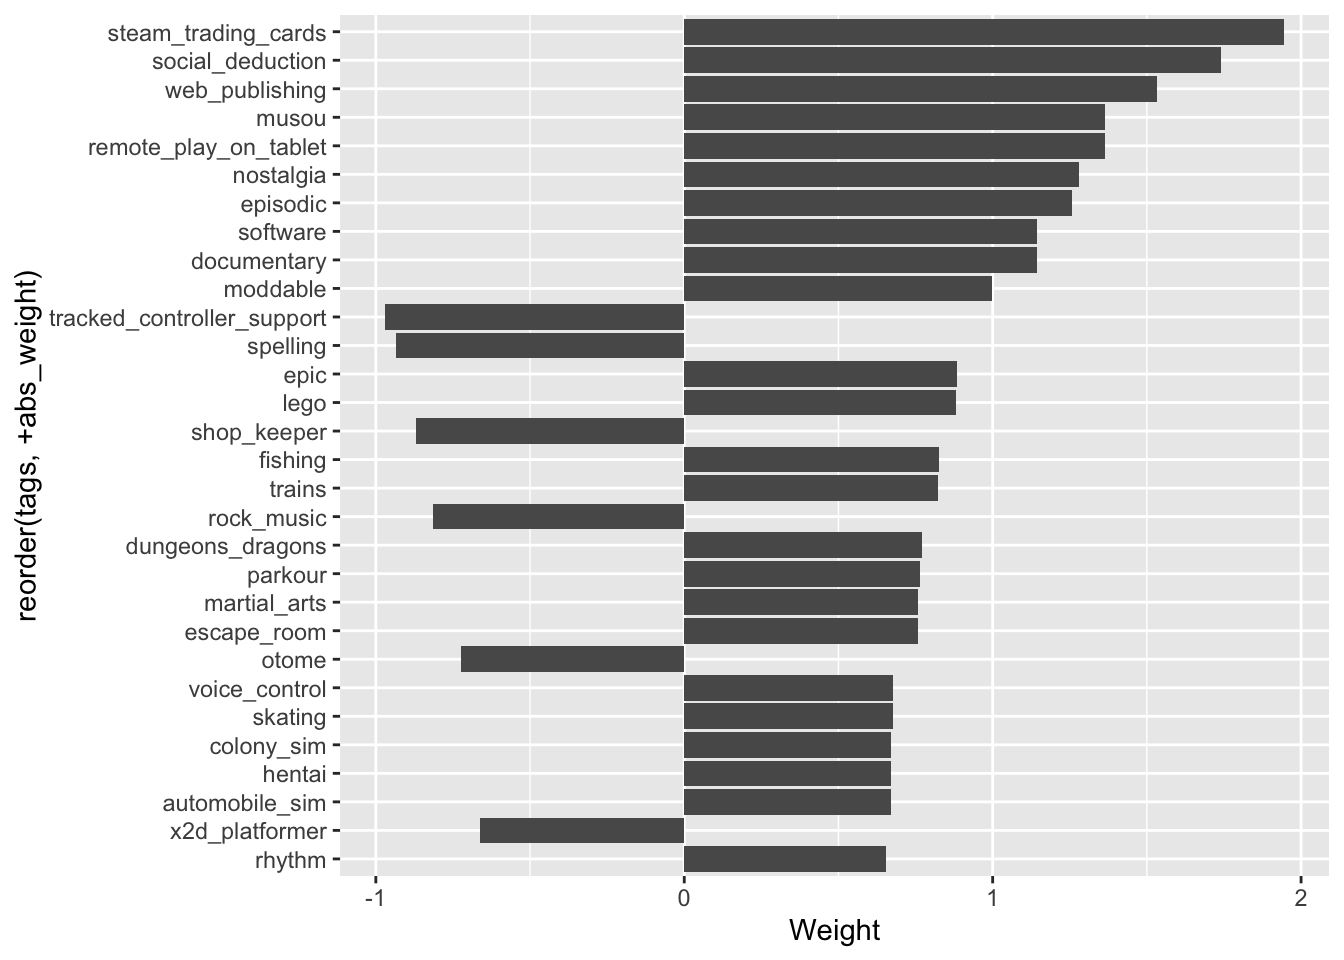 steam_trading_cards
social_deduction
web_publishing
musou
remote_play_on_tablet
nostalgia
episodic
software
documentary
moddable
tracked_controller_support
spelling
epic
lego
shop_keeper
fishing
trains
rock_music
dungeons_dragons
parkour
martial_arts
escape_room
otome
voice_control
skating
colony_sim
hentai
automobile_sim
x2d_platformer
rhythm
reorder(tags, +abs_weight)
-1 0 1 2
Weight